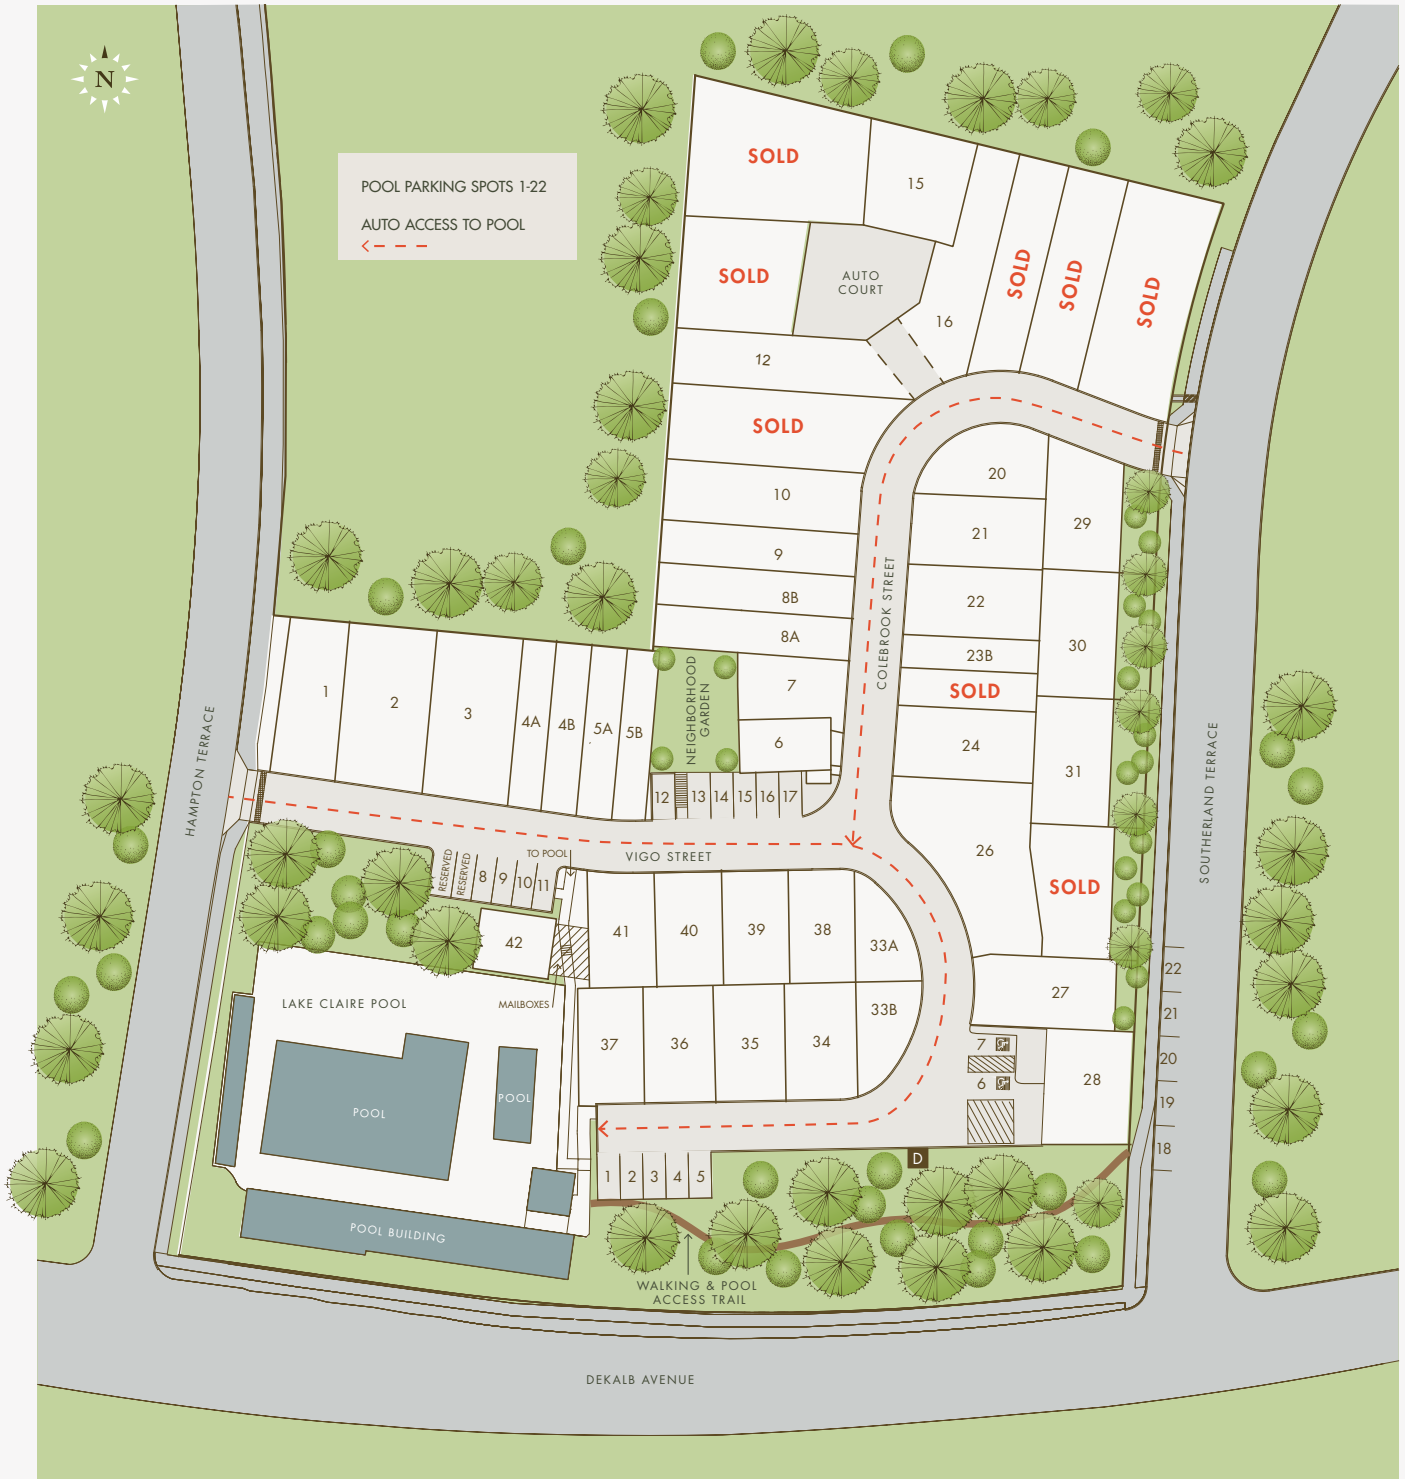 N
POOL PARKING SPOTS 1-22
AUTO ACCESS TO POOL
SOLD
15
SOLD
AUTO
COURT
16
SOLD
SOLD
SOLD
12
SOLD
10
9
8B
8A
7
6
COLEBROOK STREET
20
21
22
23B
SOLD
24
26
29
30
31
SOLD
27
28
1
2
3
4A
4B
5A
5B
NEIGHBORHOOD
GARDEN
12
13
14
15
16
17
HAMPTON TERRACE
SOUTHERLAND TERRACE
VIGO STREET
TO POOL
RESERVED
RESERVED
8
9
10
11
42
MAILBOXES
41
40
39
38
33A
33B
37
36
35
34
LAKE CLAIRE POOL
POOL
POOL
POOL BUILDING
7
6
22
21
20
19
18
1
2
3
4
5
D
WALKING & POOL
ACCESS TRAIL
DEKALB AVENUE